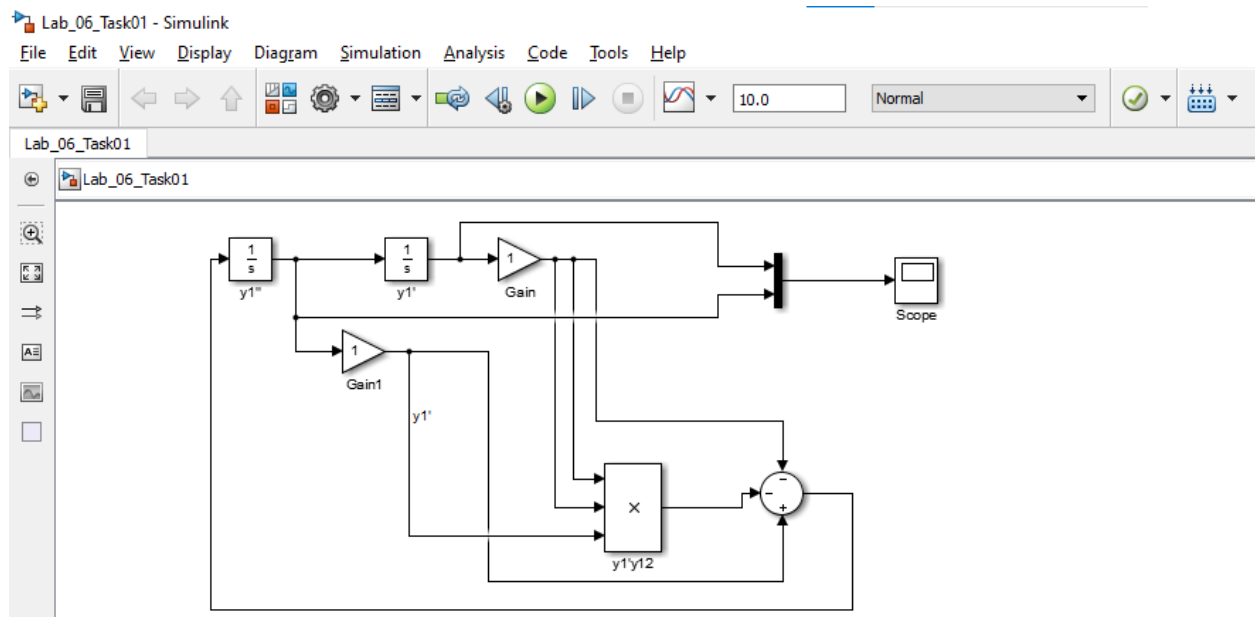 Lab_06_Task01 - Simulink
File Edit View Display Diagram Simulation Analysis Code Tools Help
10.0 Normal
Lab_06_Task01
Lab_06_Task01
1
s
y1''
1
s
y1'
1
Gain
Scope
1
Gain1
y1'
×
y1'y12
−
−
+